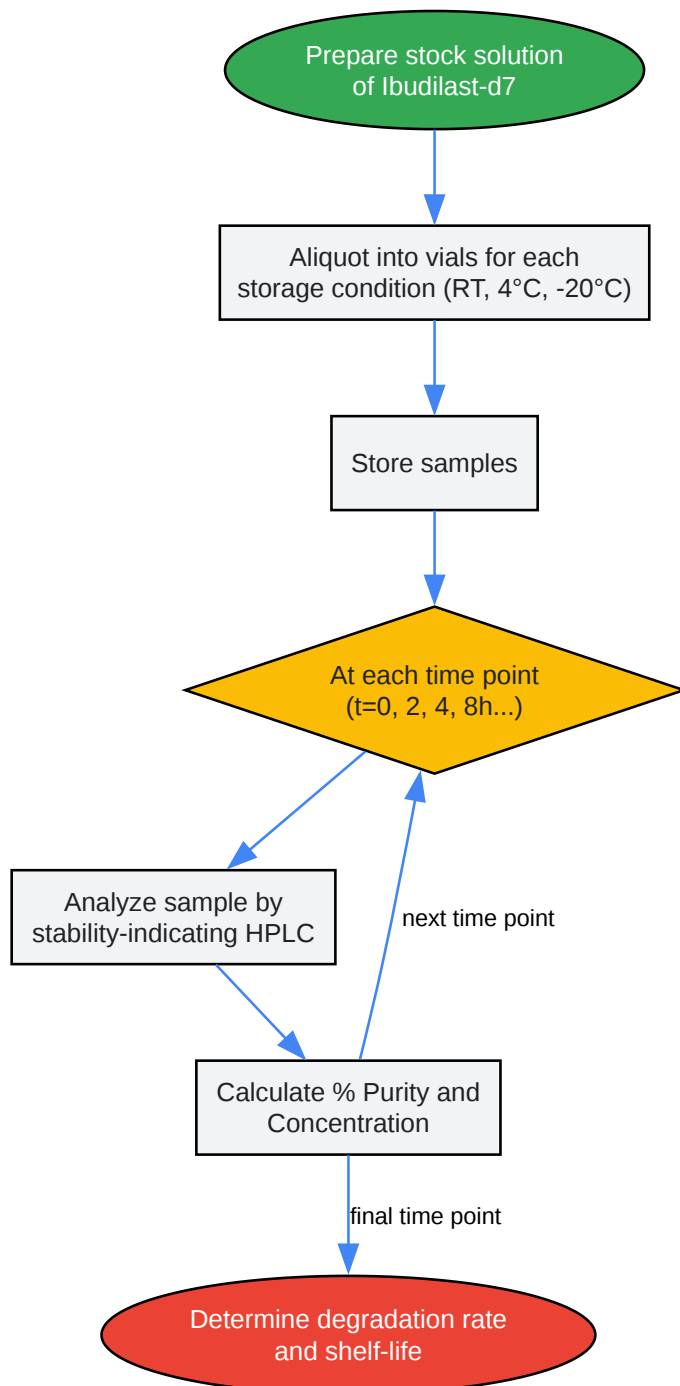 Prepare stock solution
of Ibudilast-d7
Aliquot into vials for each
storage condition (RT, 4°C, -20°C)
Store samples
At each time point
(t=0, 2, 4, 8h...)
Analyze sample by
stability-indicating HPLC
next time point
Calculate % Purity and
Concentration
final time point
Determine degradation rate
and shelf-life